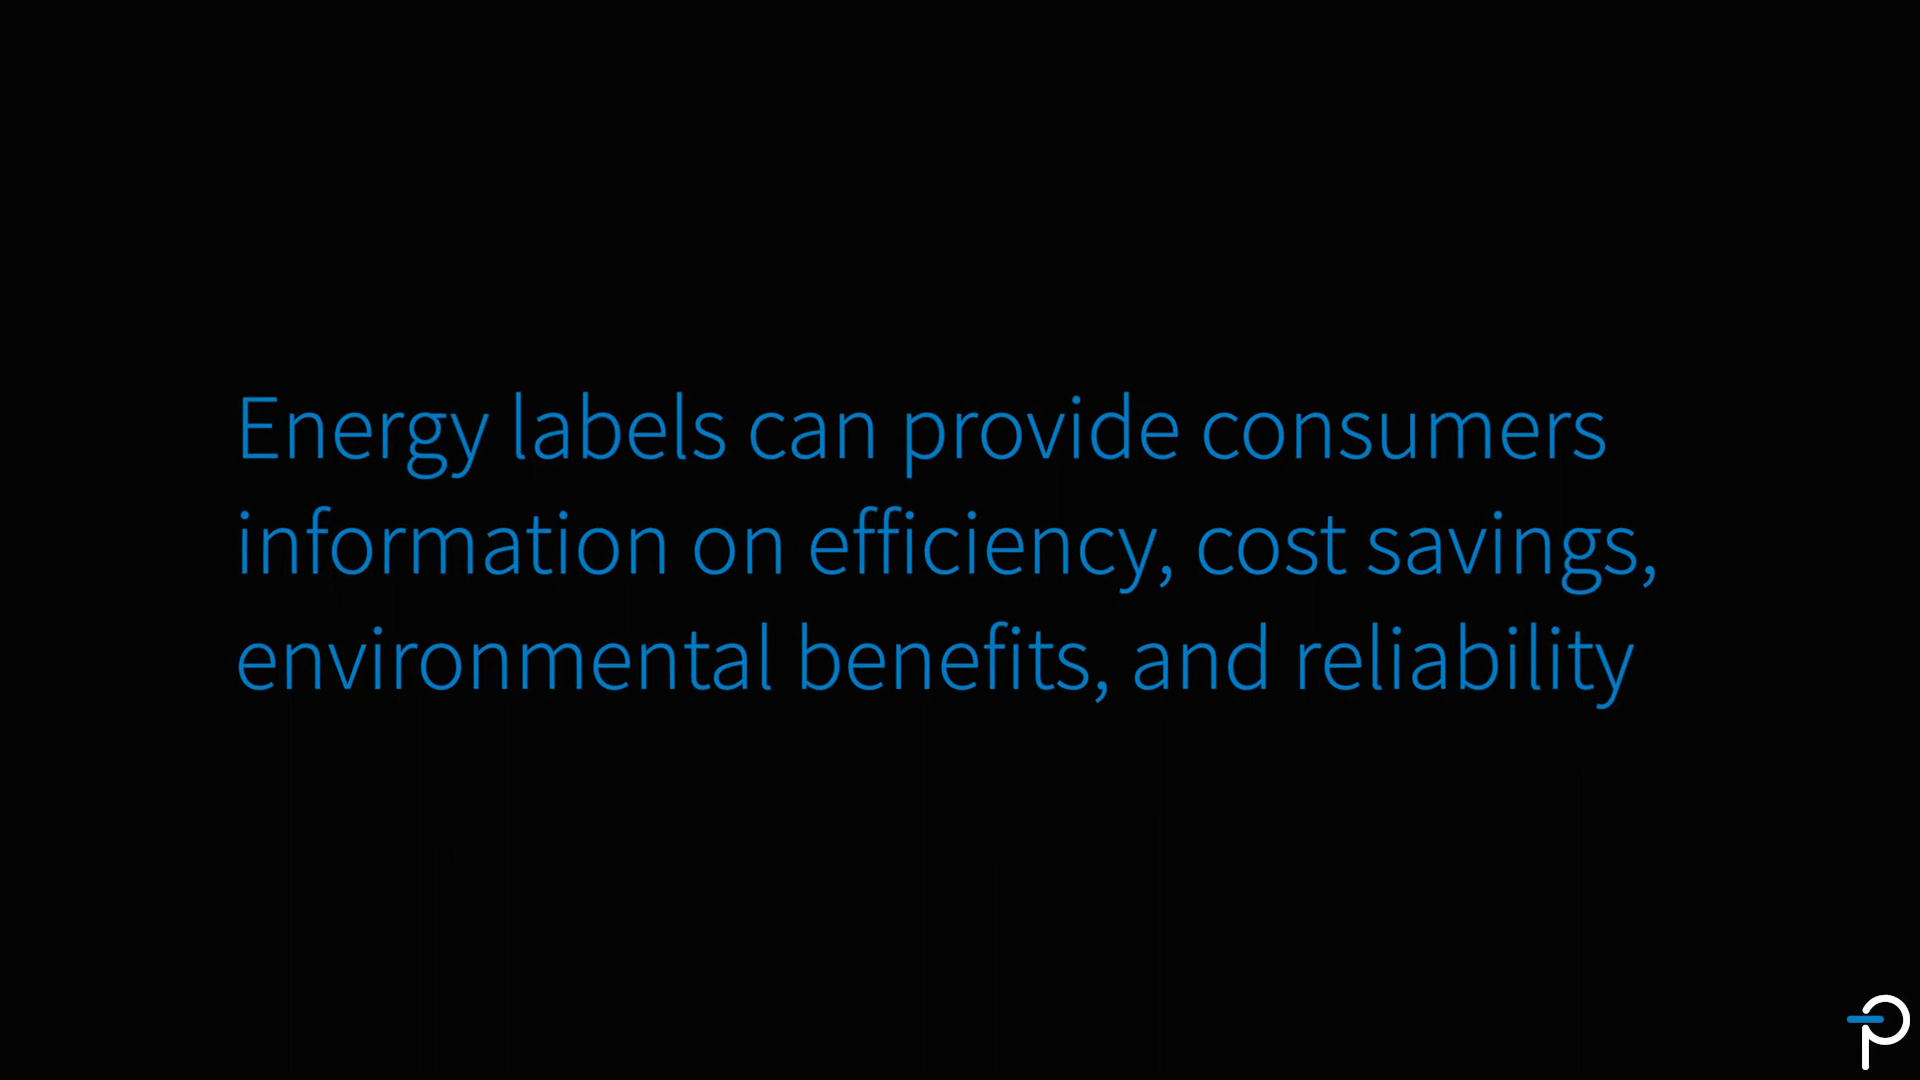 Energy labels can provide consumers
information on efficiency, cost savings,
environmental benefits, and reliability